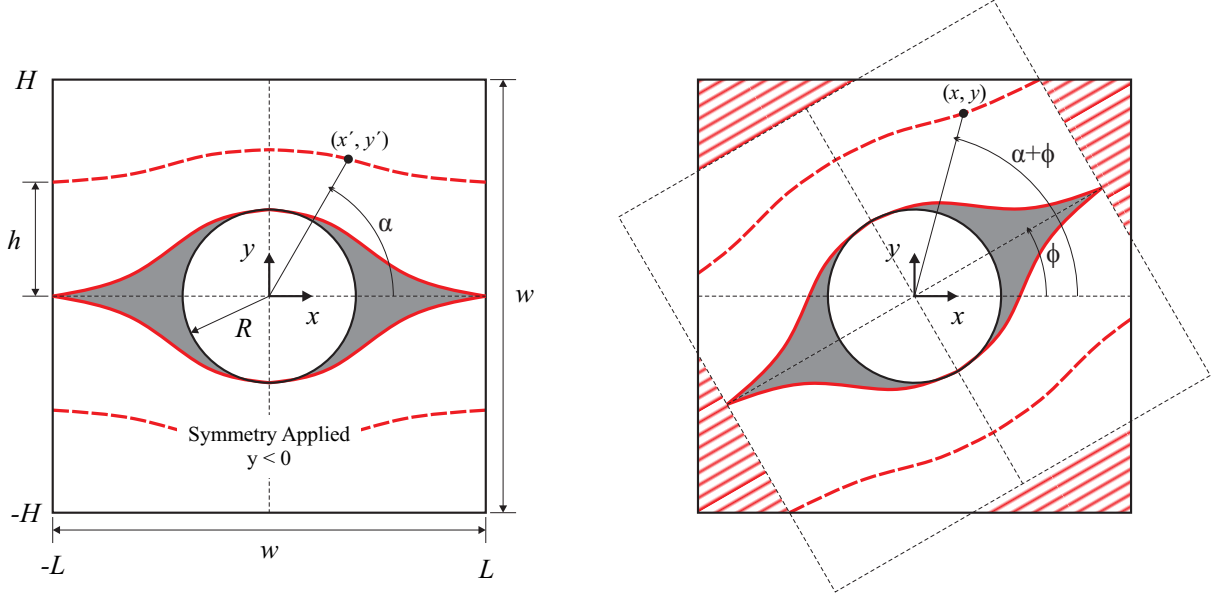 H
(x´, y´)
α
h
y
x
R
w
Symmetry Applied
y < 0
-H
w
-L
L
(x, y)
α+ϕ
y
ϕ
x